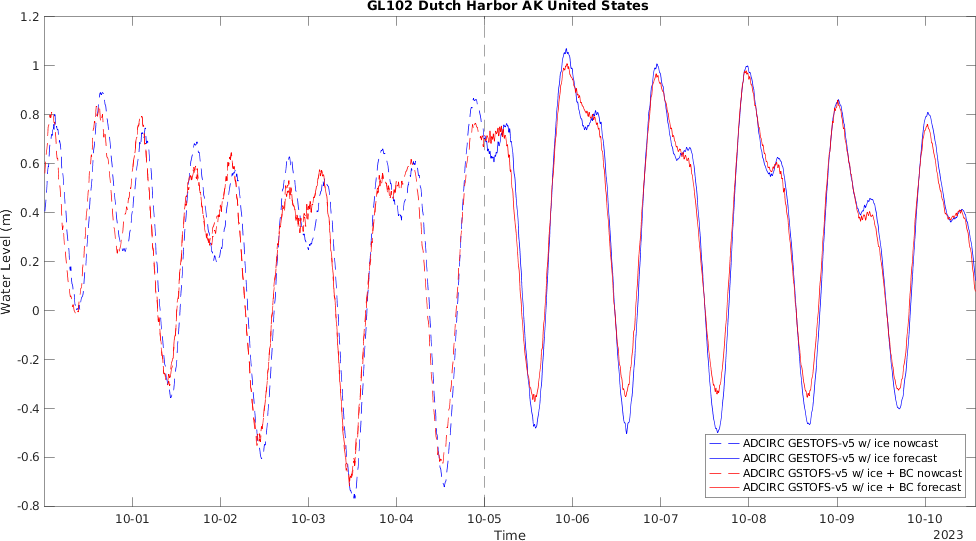 GL102 Dutch Harbor AK United States
1.2
1
0.8
0.6
0.4
0.2
0
-0.2
-0.4
-0.6
-0.8
Water Level (m)
ADCIRC GESTOFS-v5 w/ ice nowcast
ADCIRC GESTOFS-v5 w/ ice forecast
ADCIRC GSTOFS-v5 w/ ice + BC nowcast
ADCIRC GSTOFS-v5 w/ ice + BC forecast
10-01 10-02 10-03 10-04 10-05 10-06 10-07 10-08 10-09 10-10
Time
2023